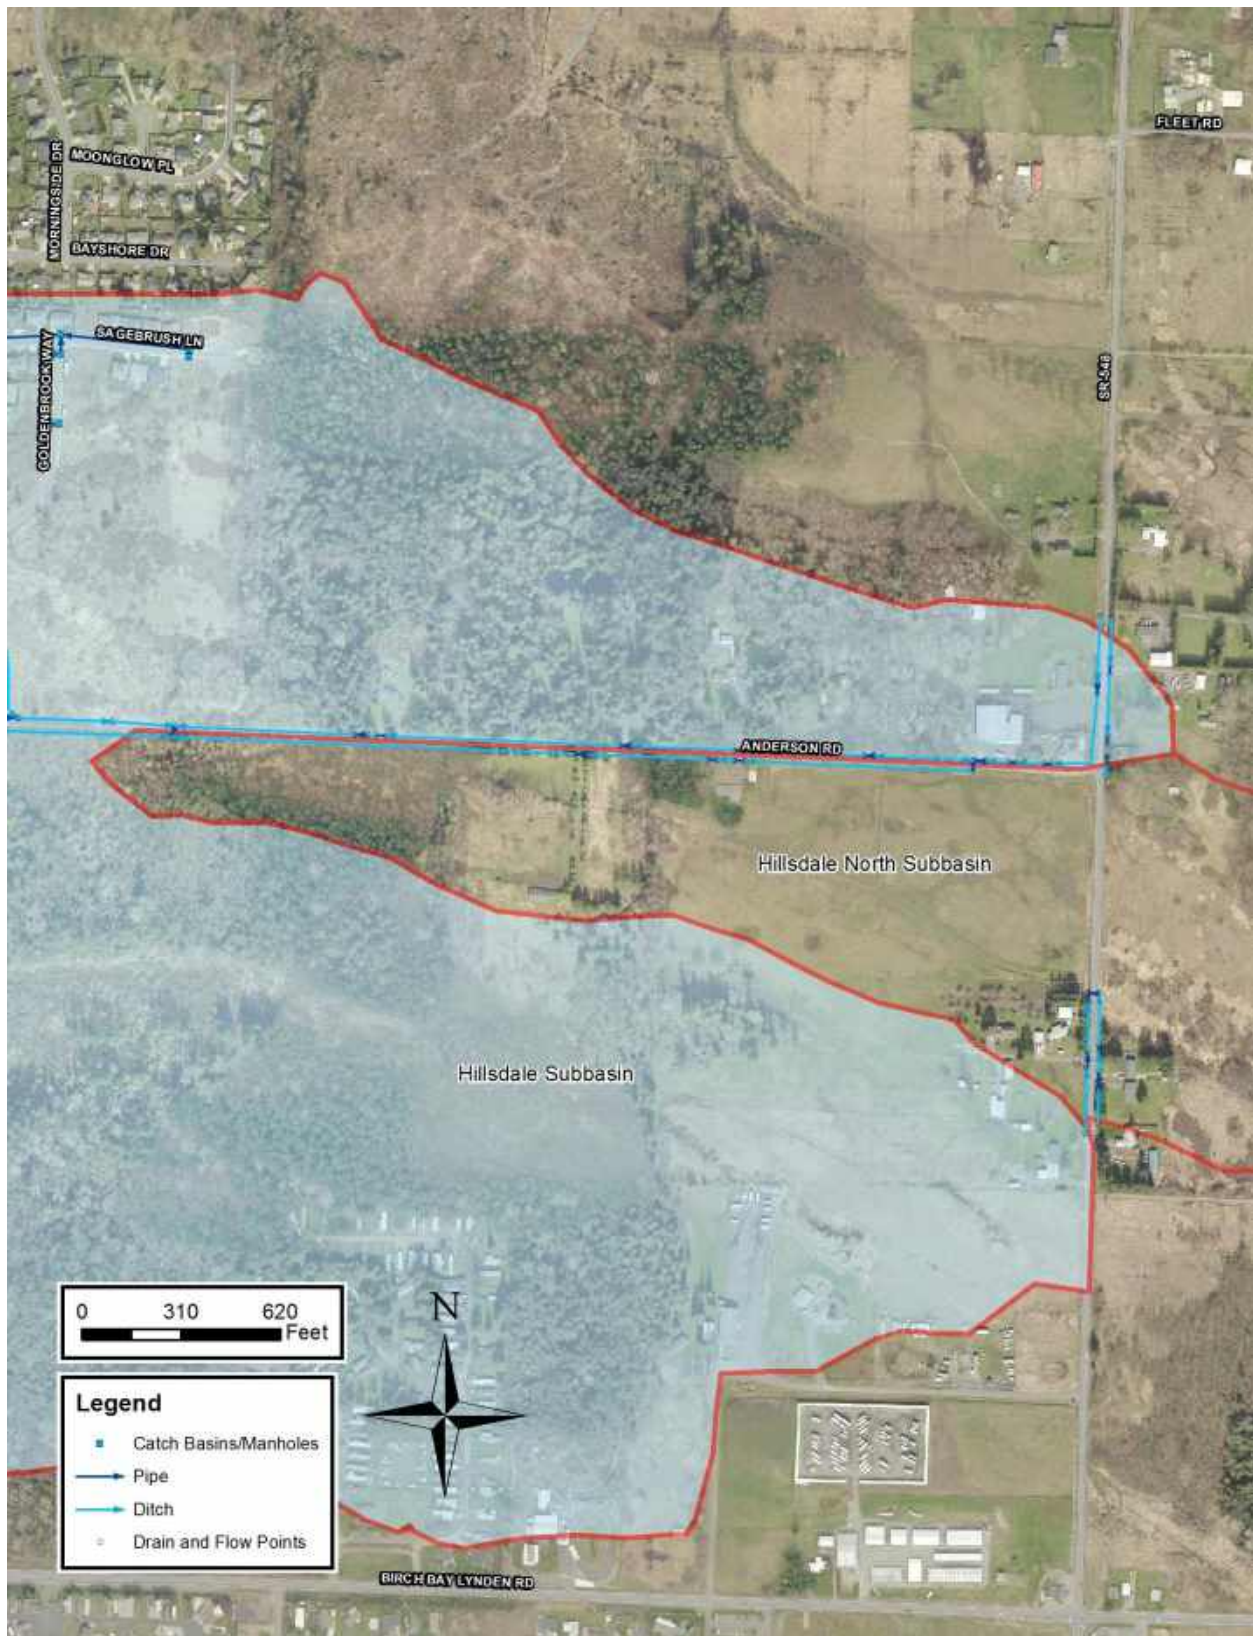 FLEET RD
MOONGLOW PL
MORNINGSIDE DR
BAYSHORE DR
SAGEBRUSH LN
GOLDENBROOK WAY
SR-548
ANDERSON RD
Hillsdale North Subbasin
Hillsdale Subbasin
0 310 620
Feet
N
Legend
Catch Basins/Manholes
Pipe
Ditch
Drain and Flow Points
BIRCH BAY LYNDEN RD